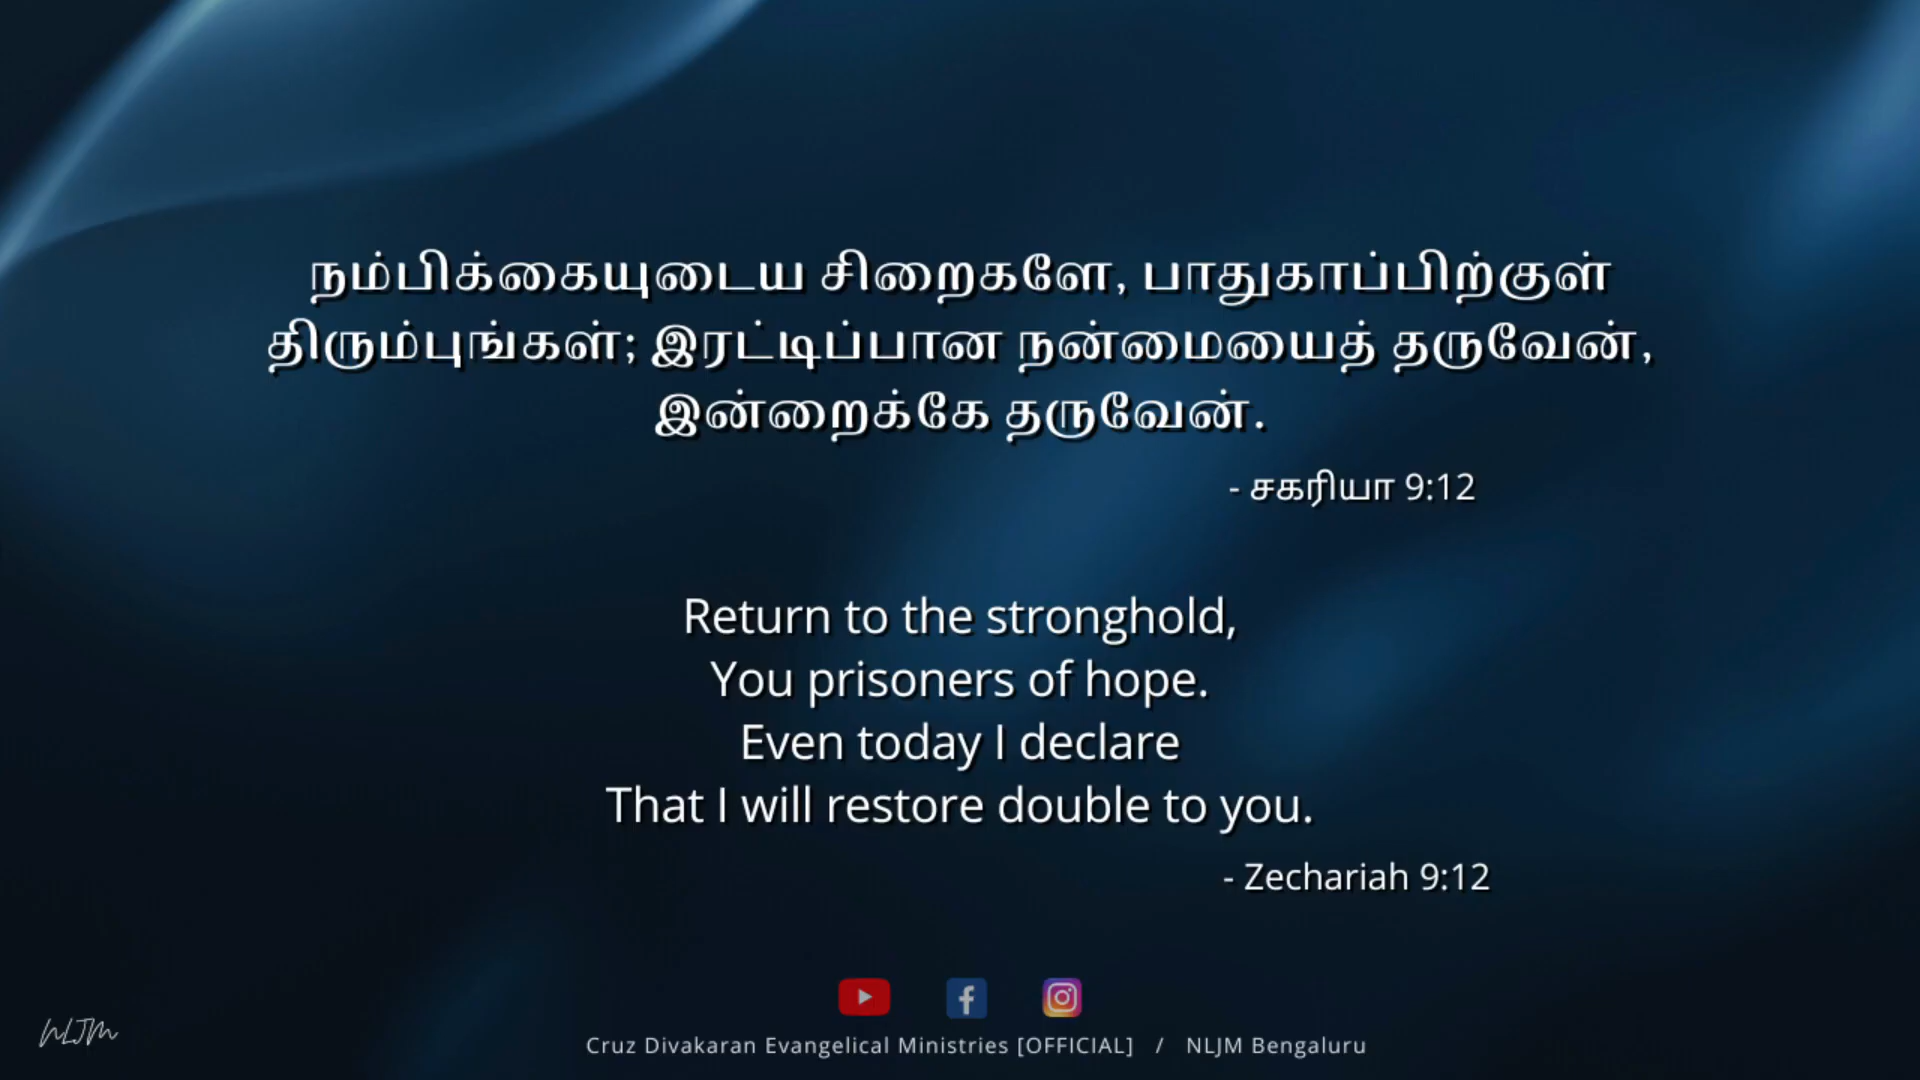 நம்பிக்கையுடைய சிறைகளே, பாதுகாப்பிற்குள்
திரும்புங்கள்; இரட்டிப்பான நன்மையைத் தருவேன்,
இன்றைக்கே தருவேன்.
- சகரியா 9:12
Return to the stronghold,
You prisoners of hope.
Even today I declare
That I will restore double to you.
- Zechariah 9:12
NLJM
Cruz Divakaran Evangelical Ministries [OFFICIAL] / NLJM Bengaluru